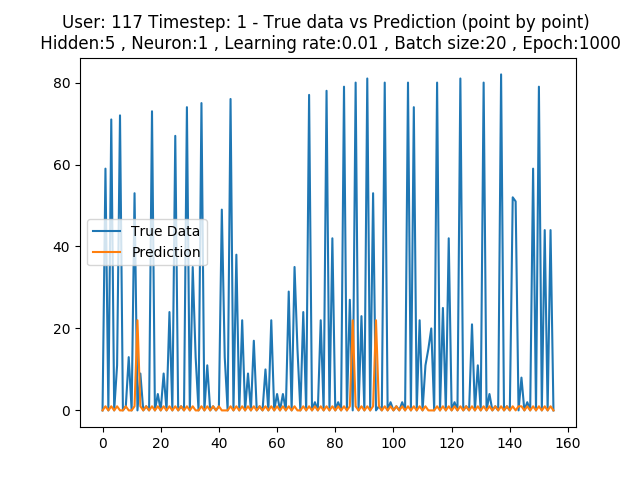 User: 117 Timestep: 1 - True data vs Prediction (point by point)
Hidden:5 , Neuron:1 , Learning rate:0.01 , Batch size:20 , Epoch:1000
80
60
40
20
0
True Data
Prediction
0 20 40 60 80 100 120 140 160